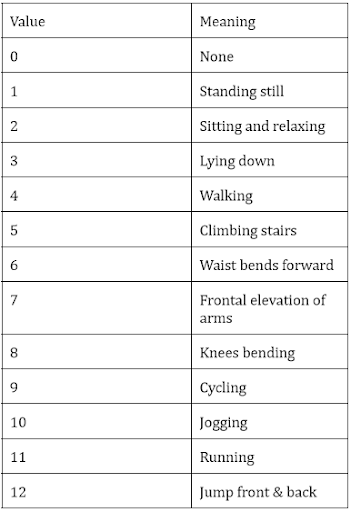 Value Meaning
0 None
1 Standing still
2 Sitting and relaxing
3 Lying down
4 Walking
5 Climbing stairs
6 Waist bends forward
7 Frontal elevation of
arms
8 Knees bending
9 Cycling
10 Jogging
11 Running
12 Jump front & back